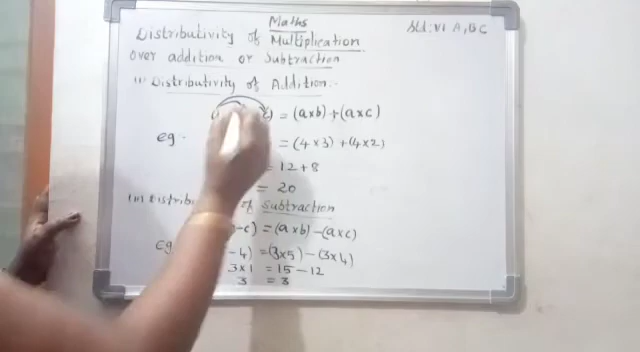 Maths
Std: VI A, B C
Distributivity of Multiplication
over addition or subtraction
(i) Distributivity of Addition:-
= (a×b) + (a×c)
eg - = (4×3) + (4×2)
= 12 + 8
= 20
of subtraction
-c) = (a×b) - (a×c)
eg - 4) = (3×5) - (3×4)
3×1 = 15 - 12
3 = 3